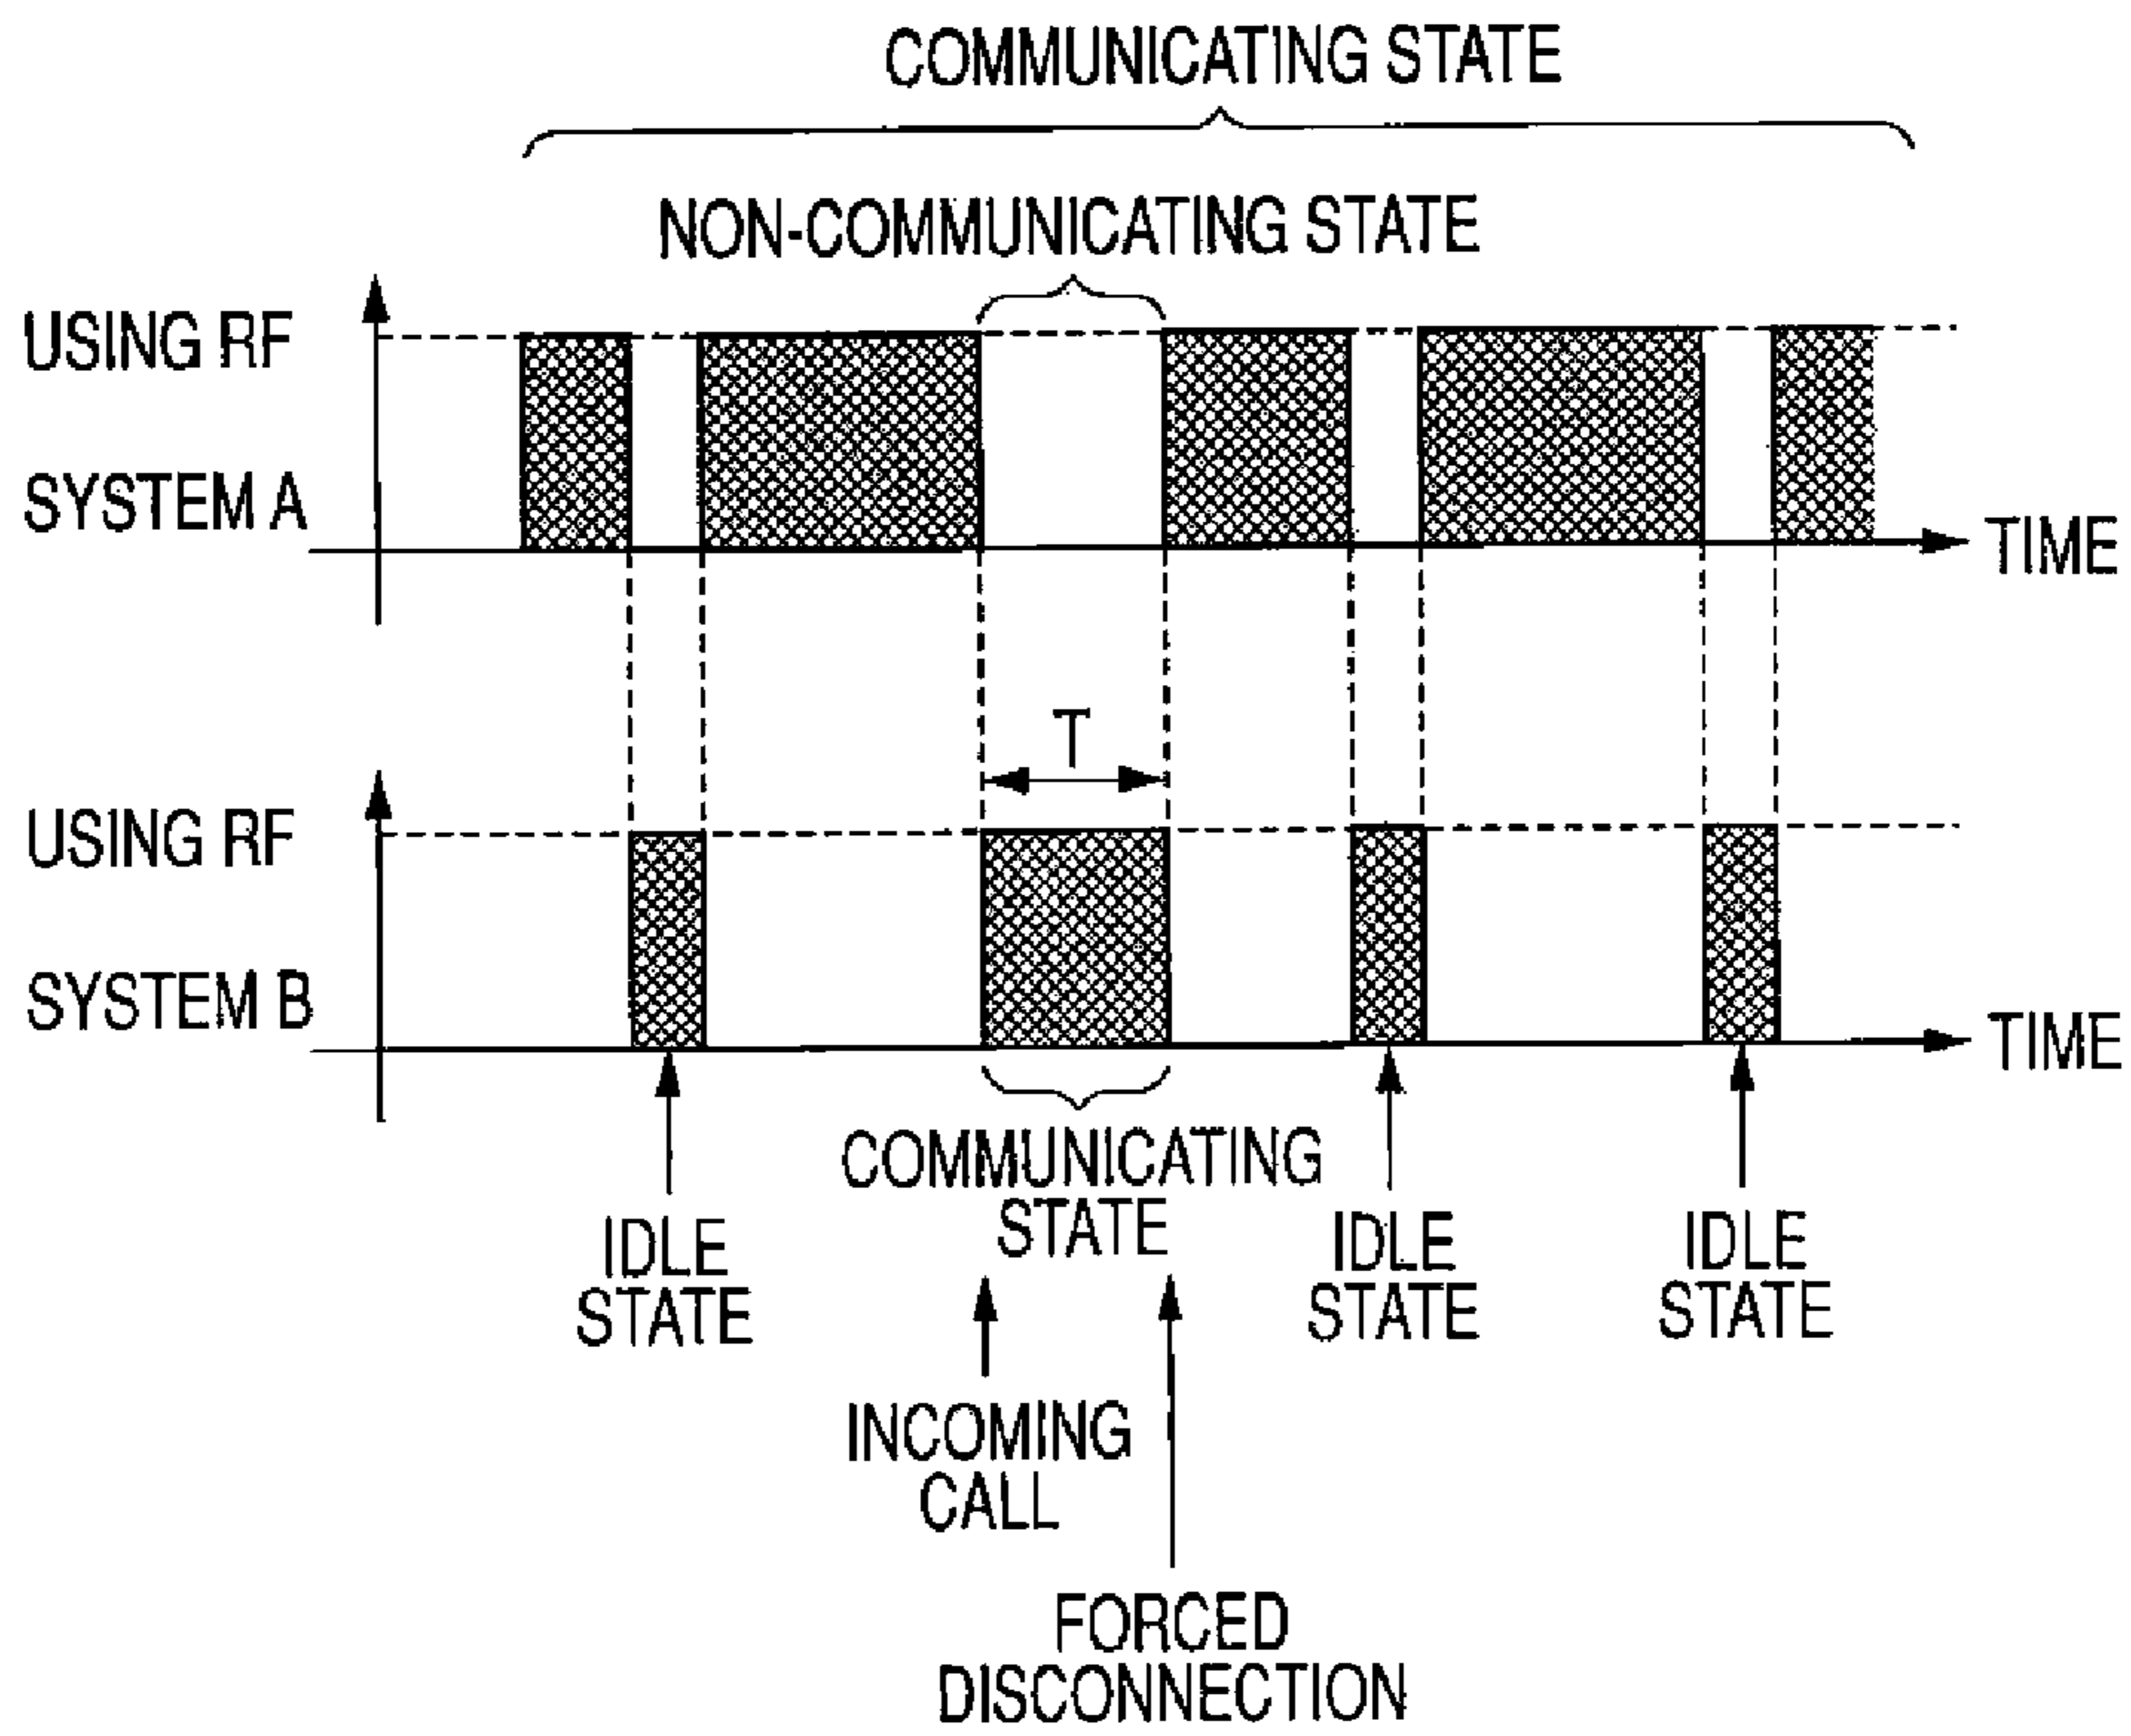 COMMUNICATING STATE
NON-COMMUNICATING STATE
USING RF
SYSTEM A
TIME
T
USING RF
SYSTEM B
TIME
COMMUNICATING
STATE
IDLE
STATE
IDLE
STATE
IDLE
STATE
INCOMING
CALL
FORCED
DISCONNECTION